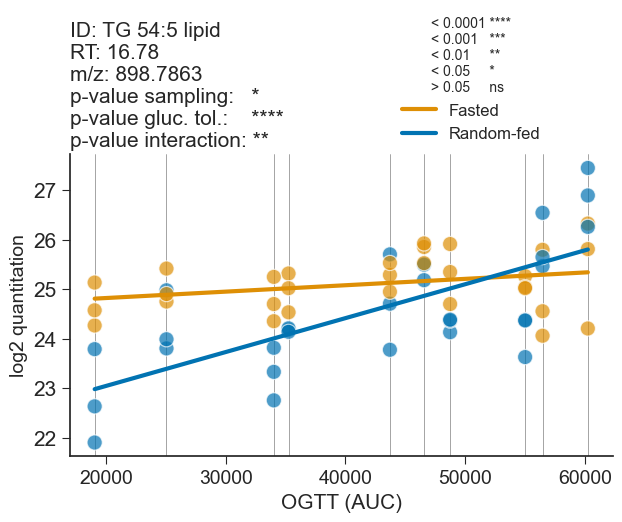 ID: TG 54:5 lipid
RT: 16.78
m/z: 898.7863
p-value sampling: *
p-value gluc. tol.: ****
p-value interaction: **
< 0.0001 ****
< 0.001 ***
< 0.01 **
< 0.05 *
> 0.05 ns
Fasted
Random-fed
log2 quantitation
27
26
25
24
23
22
20000 30000 40000 50000 60000
OGTT (AUC)